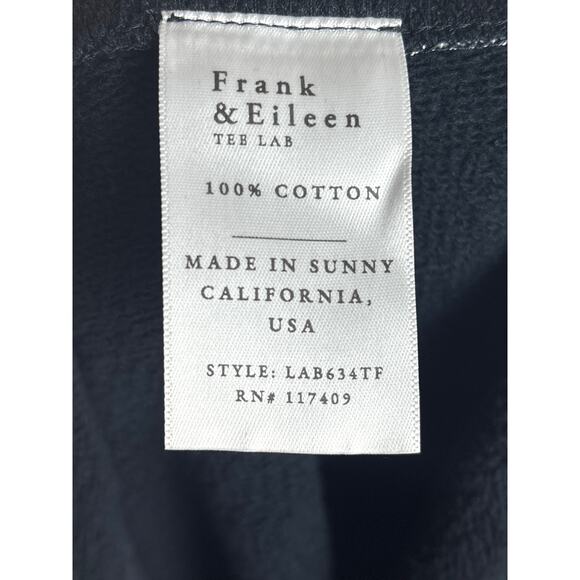 Frank
& Eileen
TEE LAB
100% COTTON
MADE IN SUNNY
CALIFORNIA,
USA
STYLE: LAB634TF
RN# 117409